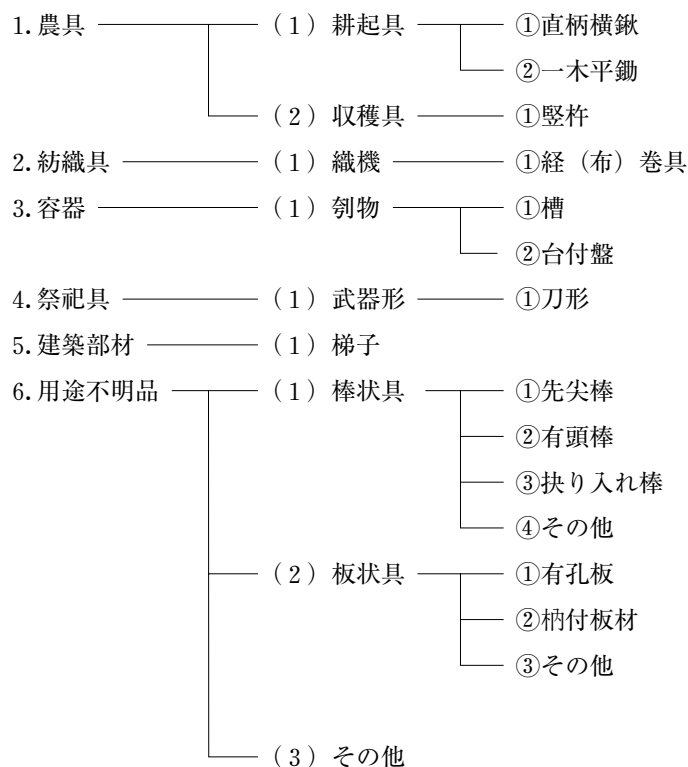 1.農具 （1）耕起具 ①直柄横鍬
②一木平鋤
（2）収穫具 ①竪杵
2.紡織具 （1）織機 ①経（布）巻具
3.容器 （1）刳物 ①槽
②台付盤
4.祭祀具 （1）武器形 ①刀形
5.建築部材 （1）梯子
6.用途不明品 （1）棒状具 ①先尖棒
②有頭棒
③抉り入れ棒
④その他
（2）板状具 ①有孔板
②枘付板材
③その他
（3）その他